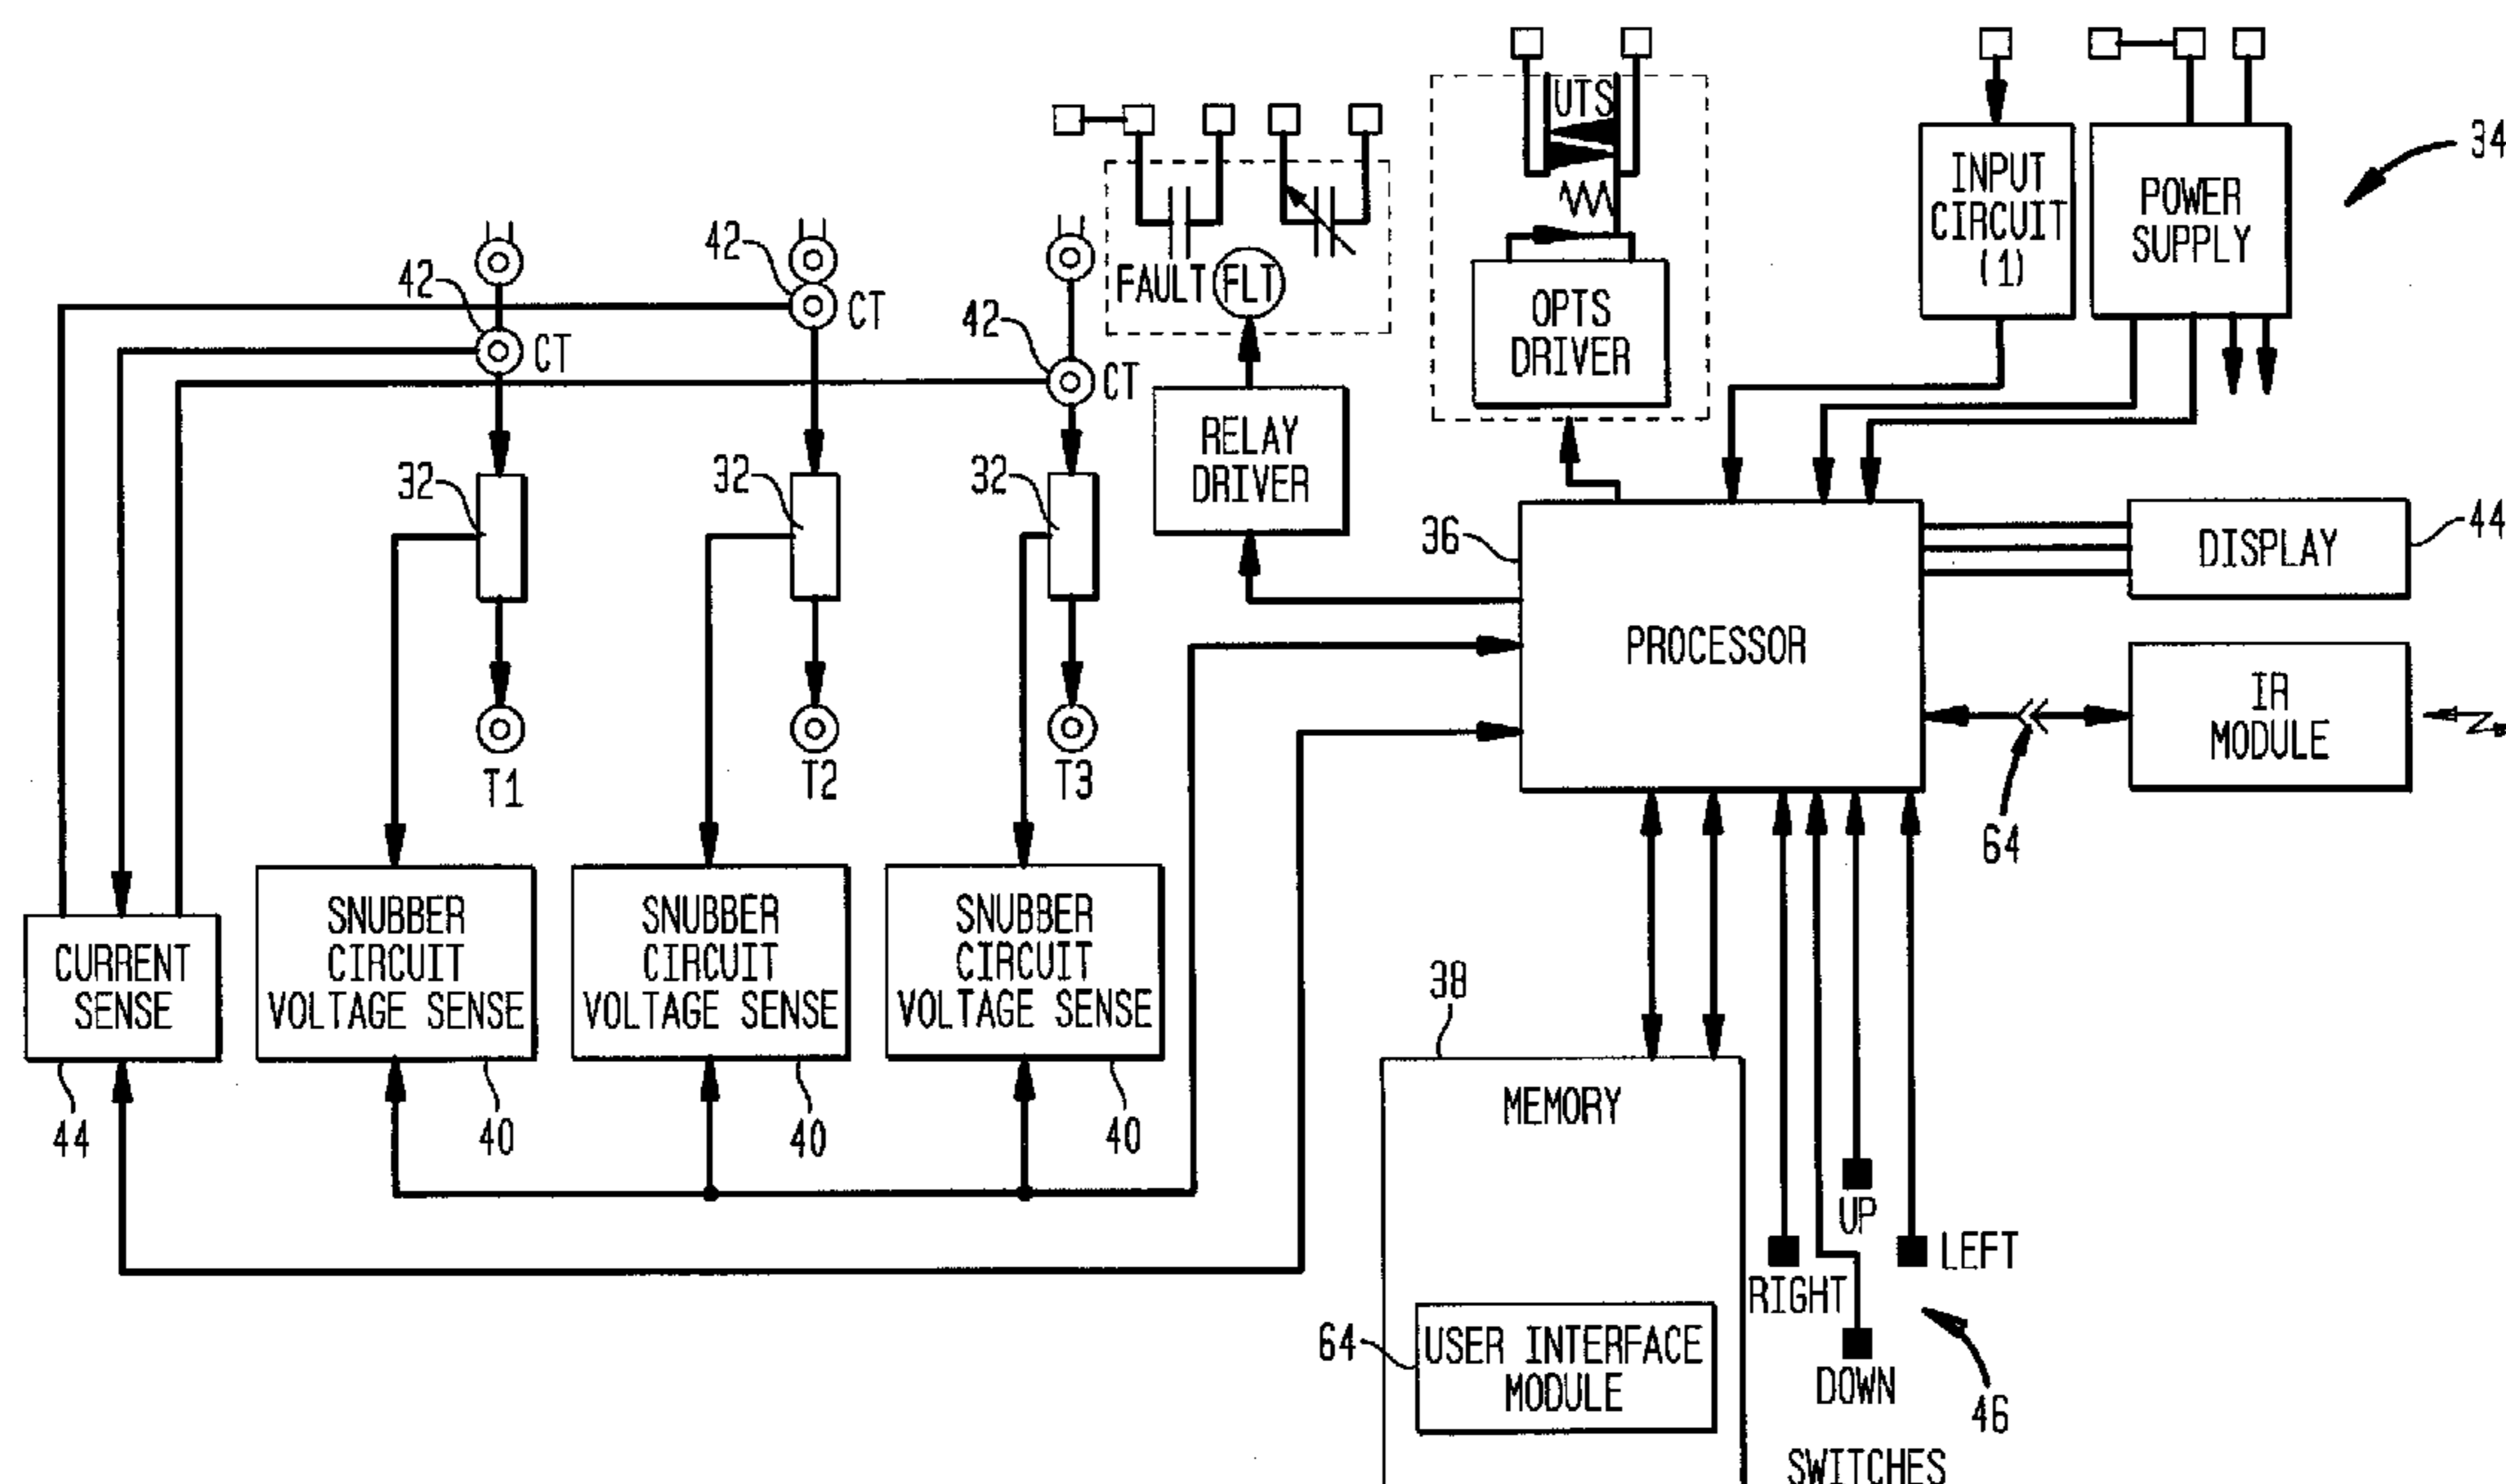 UTS
34
INPUT
CIRCUIT
(1)
POWER
SUPPLY
42
42
42
CT
CT
CT
FAULT
FLT
OPTS
DRIVER
RELAY
DRIVER
32
32
32
36
PROCESSOR
DISPLAY
44
IR
MODULE
64
T1
T2
T3
CURRENT
SENSE
44
SNUBBER
CIRCUIT
VOLTAGE SENSE
40
SNUBBER
CIRCUIT
VOLTAGE SENSE
40
SNUBBER
CIRCUIT
VOLTAGE SENSE
40
38
MEMORY
64
USER INTERFACE
MODULE
UP
LEFT
RIGHT
DOWN
46
SWITCHES